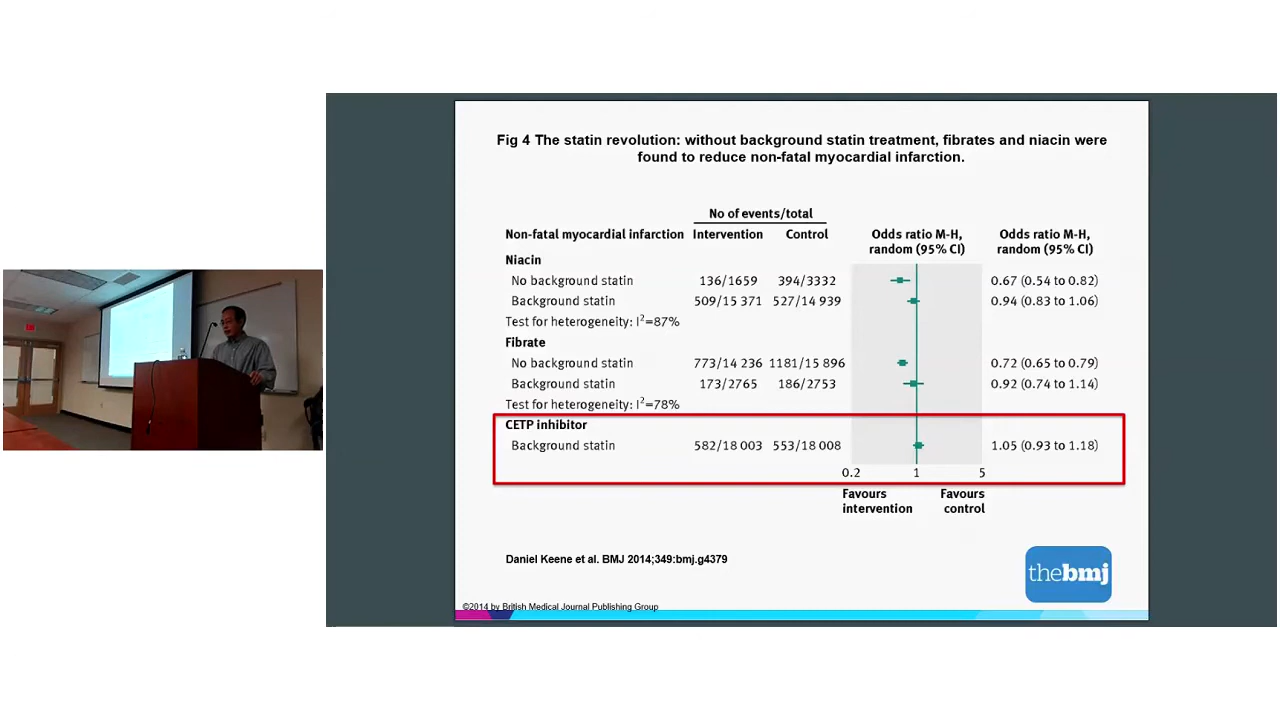 Fig 4 The statin revolution: without background statin treatment, fibrates and niacin were
found to reduce non-fatal myocardial infarction.
No of events/total
Non-fatal myocardial infarction Intervention Control Odds ratio M-H, random (95% CI) Odds ratio M-H, random (95% CI)
Niacin
No background statin 136/1659 394/3332 0.67 (0.54 to 0.82)
Background statin 509/15 371 527/14 939 0.94 (0.83 to 1.06)
Test for heterogeneity: I²=87%
Fibrate
No background statin 773/14 236 1181/15 896 0.72 (0.65 to 0.79)
Background statin 173/2765 186/2753 0.92 (0.74 to 1.14)
Test for heterogeneity: I²=78%
CETP inhibitor
Background statin 582/18 003 553/18 008 1.05 (0.93 to 1.18)
0.2 1 5
Favours intervention Favours control
Daniel Keene et al. BMJ 2014;349:bmj.g4379
thebmj
©2014 by British Medical Journal Publishing Group